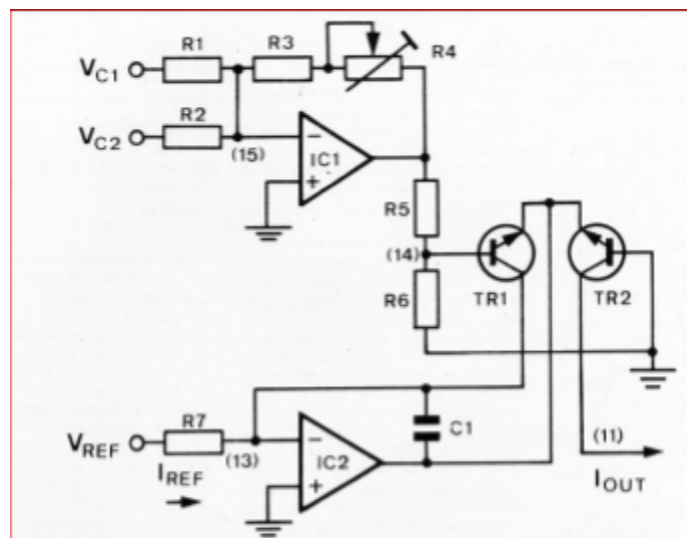 R1
R3
R4
VC1
R2
VC2
(15)
−
IC1
+
R5
(14)
R6
TR1
TR2
R7
VREF
(13)
−
IC2
+
C1
IREF
(11)
IOUT